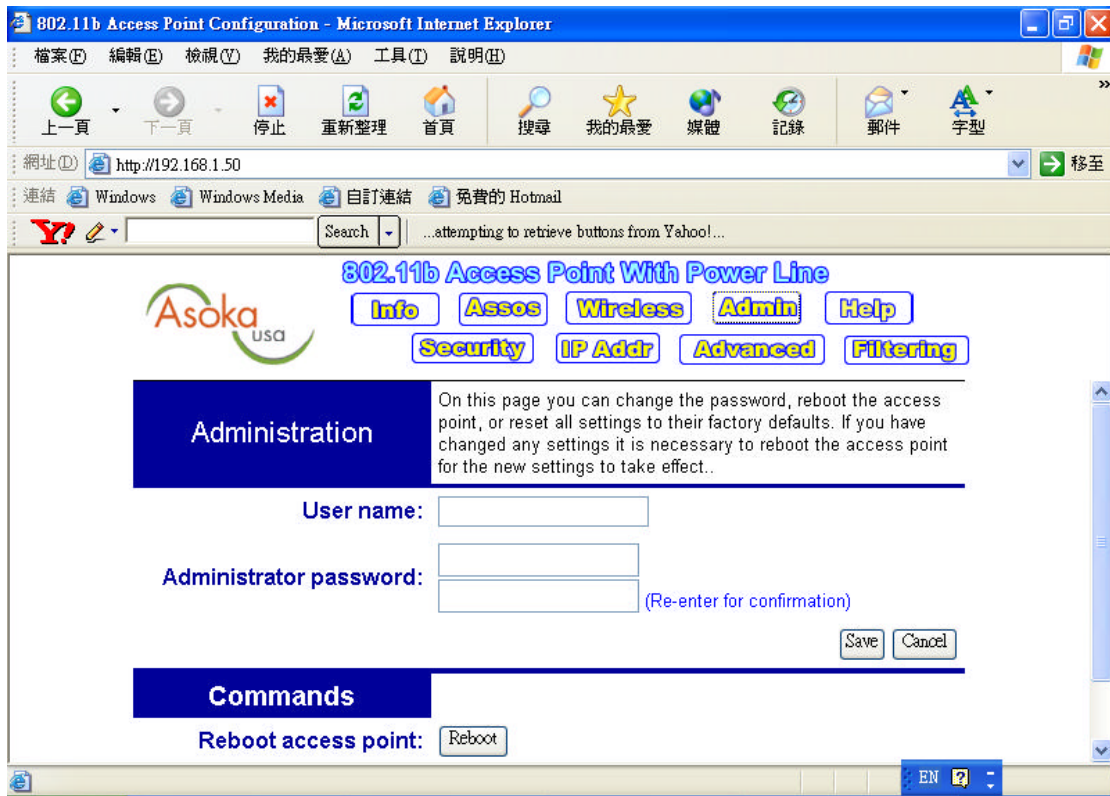 802.11b Access Point Configuration - Microsoft Internet Explorer
檔案(F) 編輯(E) 檢視(V) 我的最愛(A) 工具(T) 說明(H)
上一頁 下一頁 停止 重新整理 首頁 搜尋 我的最愛 媒體 記錄 郵件 字型 »
網址(D) http://192.168.1.50 移至
連結 Windows Windows Media 自訂連結 免費的 Hotmail
Y! Search ...attempting to retrieve buttons from Yahoo!...
802.11b Access Point With Power Line
Asoka usa
Info Assos Wireless Admin Help
Security IP Addr Advanced Filtering
Administration
On this page you can change the password, reboot the access
point, or reset all settings to their factory defaults. If you have
changed any settings it is necessary to reboot the access point
for the new settings to take effect..
User name:
Administrator password:
(Re-enter for confirmation)
Save Cancel
Commands
Reboot access point: Reboot
EN